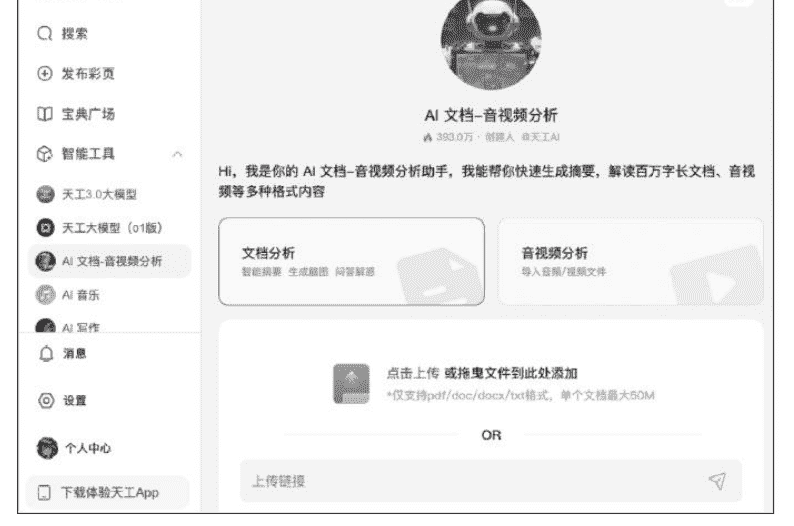 搜索
发布彩页
宝典广场
智能工具
天工3.0大模型
天工大模型（o1版）
AI 文档-音视频分析
AI 音乐
AI 写作
消息
设置
个人中心
下载体验天工App
AI 文档-音视频分析
393.0万 · 创建人 @天工AI
Hi，我是你的 AI 文档-音视频分析助手，我能帮你快速生成摘要，解读百万字长文档、音视
频等多种格式内容
文档分析
智能摘要 生成脑图 问答解惑
音视频分析
导入音频/视频文件
点击上传 或拖曳文件到此处添加
*仅支持pdf/doc/docx/txt格式，单个文档最大50M
OR
上传链接